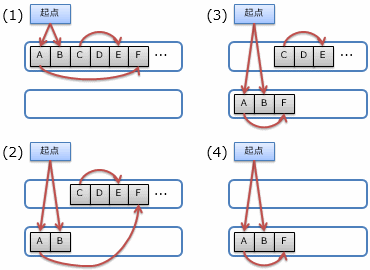 (1)
起点
A B C D E F …
(2)
起点
C D E F …
A B
(3)
起点
C D E …
A B F
(4)
起点
A B F